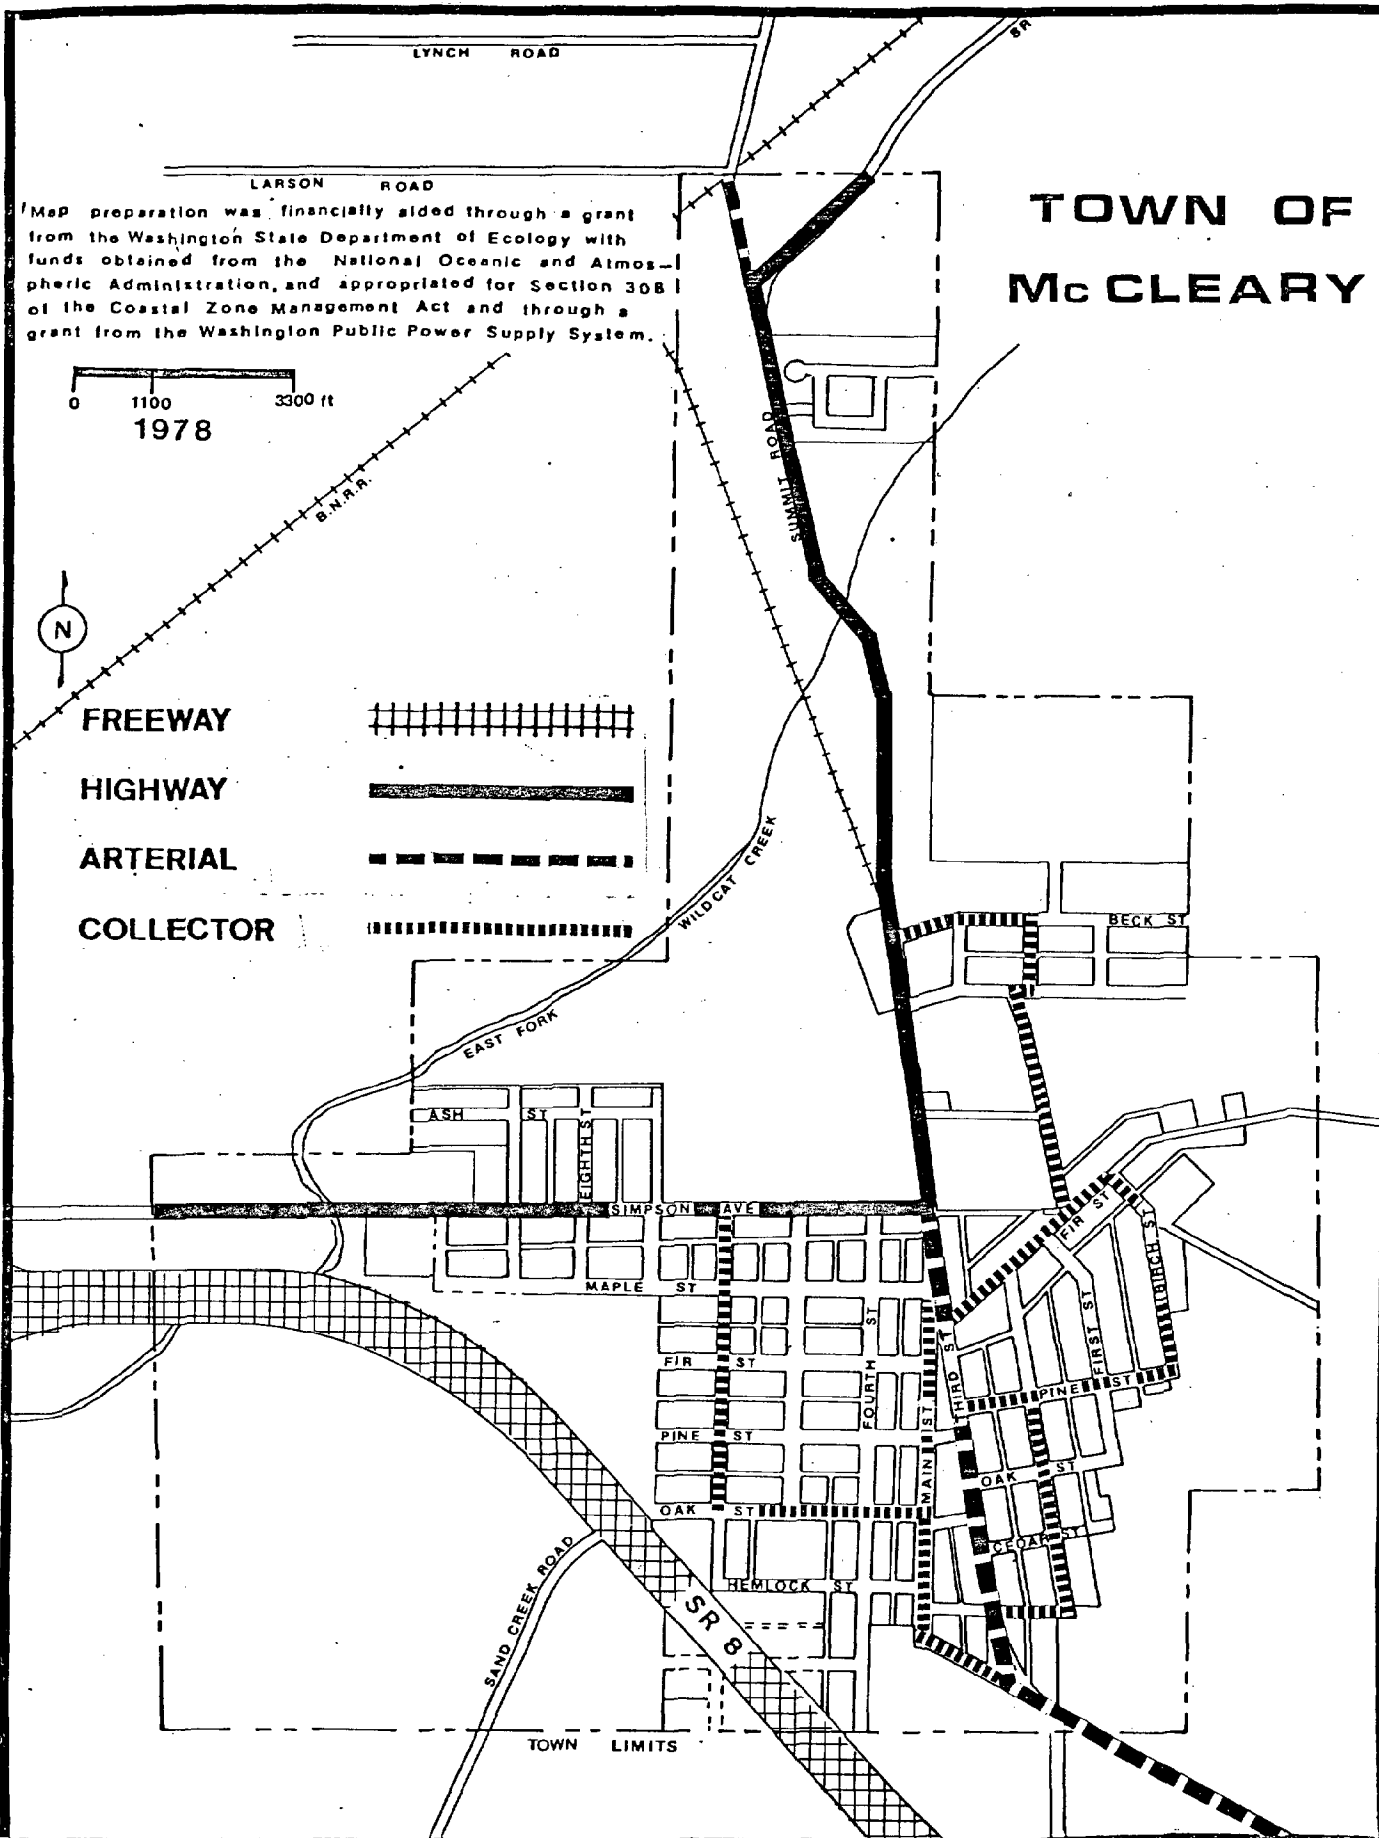 LYNCH ROAD
SR
LARSON ROAD
TOWN OF
McCLEARY
Map preparation was financially aided through a grant
from the Washington State Department of Ecology with
funds obtained from the National Oceanic and Atmos-
pheric Administration, and appropriated for Section 306
of the Coastal Zone Management Act and through a
grant from the Washington Public Power Supply System.
0 1100 3300 ft
1978
SUMMIT ROAD
B.N.R.R.
N
FREEWAY
HIGHWAY
ARTERIAL
COLLECTOR
WILDCAT CREEK
EAST FORK
BECK ST
ASH ST
EIGHTH ST
SIMPSON AVE
FIR ST
BIRCH ST
MAPLE ST
FOURTH ST
THIRD ST
FIRST ST
FIR ST
PINE ST
PINE ST
MAIN ST
OAK ST
OAK ST
CEDAR ST
HEMLOCK ST
SAND CREEK ROAD
SR 8
TOWN LIMITS